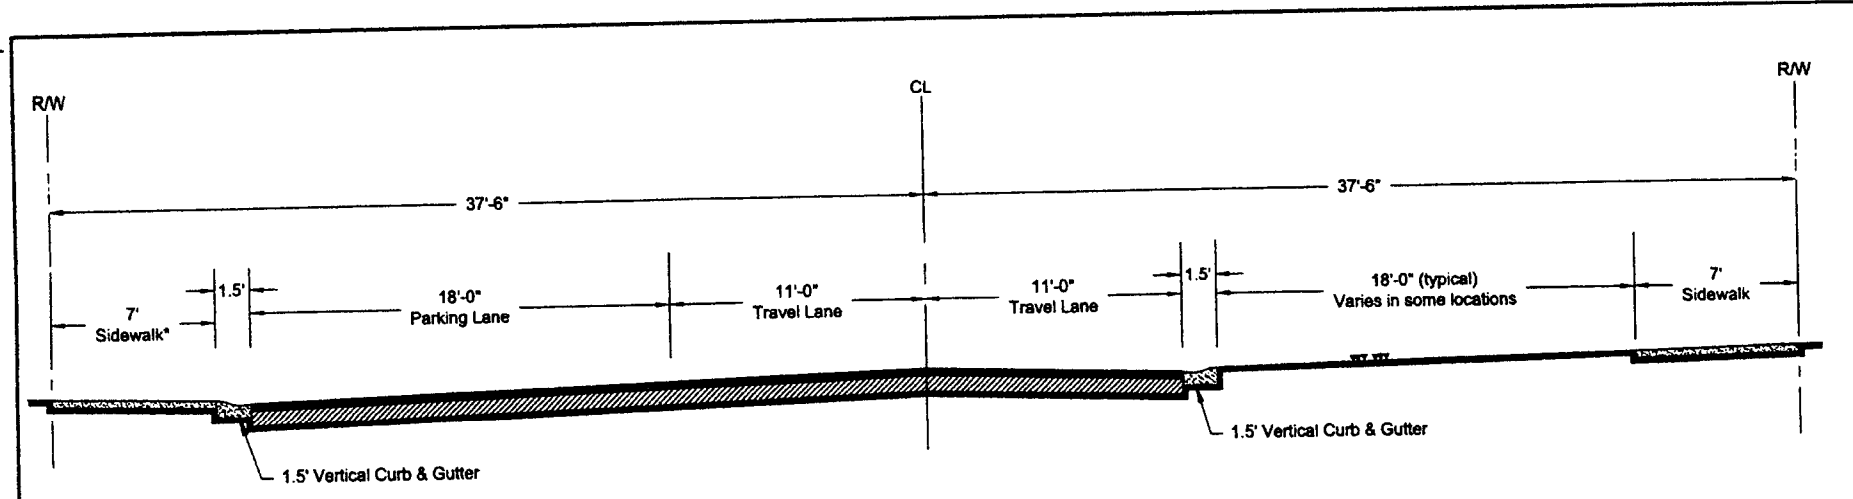 R/W
CL
R/W
37'-6"
37'-6"
7'
Sidewalk*
1.5'
18'-0"
Parking Lane
11'-0"
Travel Lane
11'-0"
Travel Lane
1.5'
18'-0" (typical)
Varies in some locations
7'
Sidewalk
1.5' Vertical Curb & Gutter
1.5' Vertical Curb & Gutter